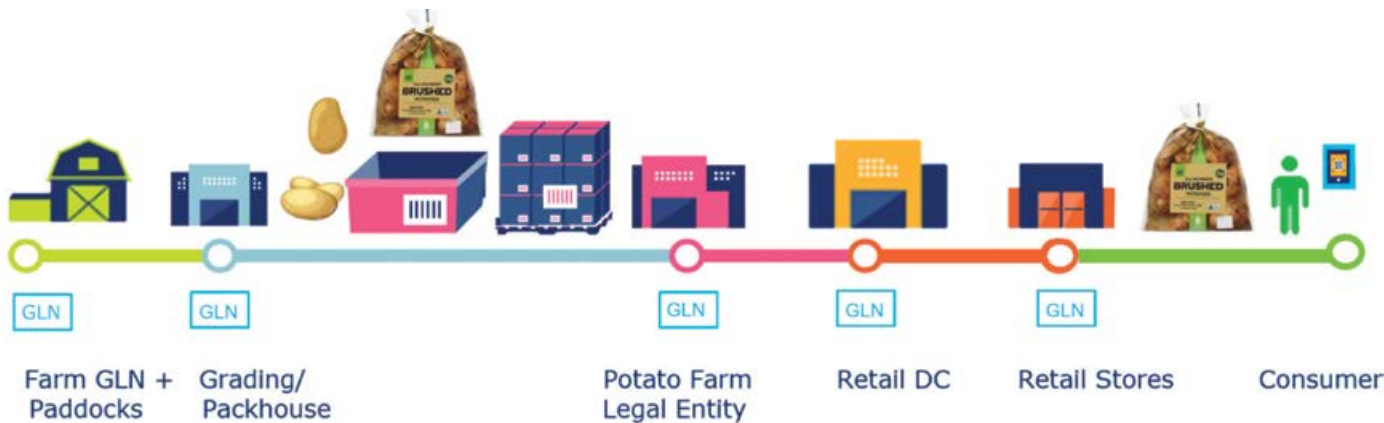 BRUSHED
BRUSHED
GLN
GLN
GLN
GLN
GLN
Farm GLN +
Paddocks
Grading/
Packhouse
Potato Farm
Legal Entity
Retail DC
Retail Stores
Consumer